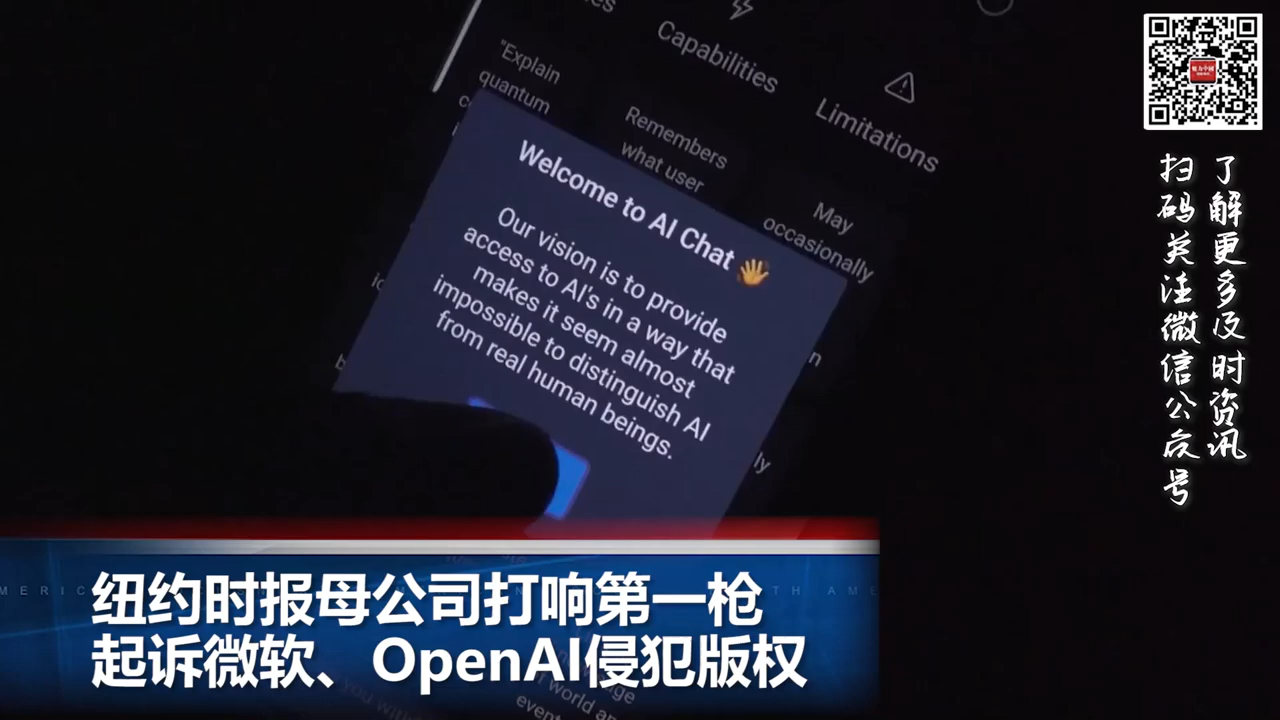 Capabilities
Limitations
"Explain
quantum
Remembers
what user
May
occasionally
Welcome to AI Chat 👋
Our vision is to provide
access to AI's in a way that
makes it seem almost
impossible to distinguish AI
from real human beings.
了解更多及时资讯
扫码关注微信公众号
纽约时报母公司打响第一枪
起诉微软、OpenAI侵犯版权